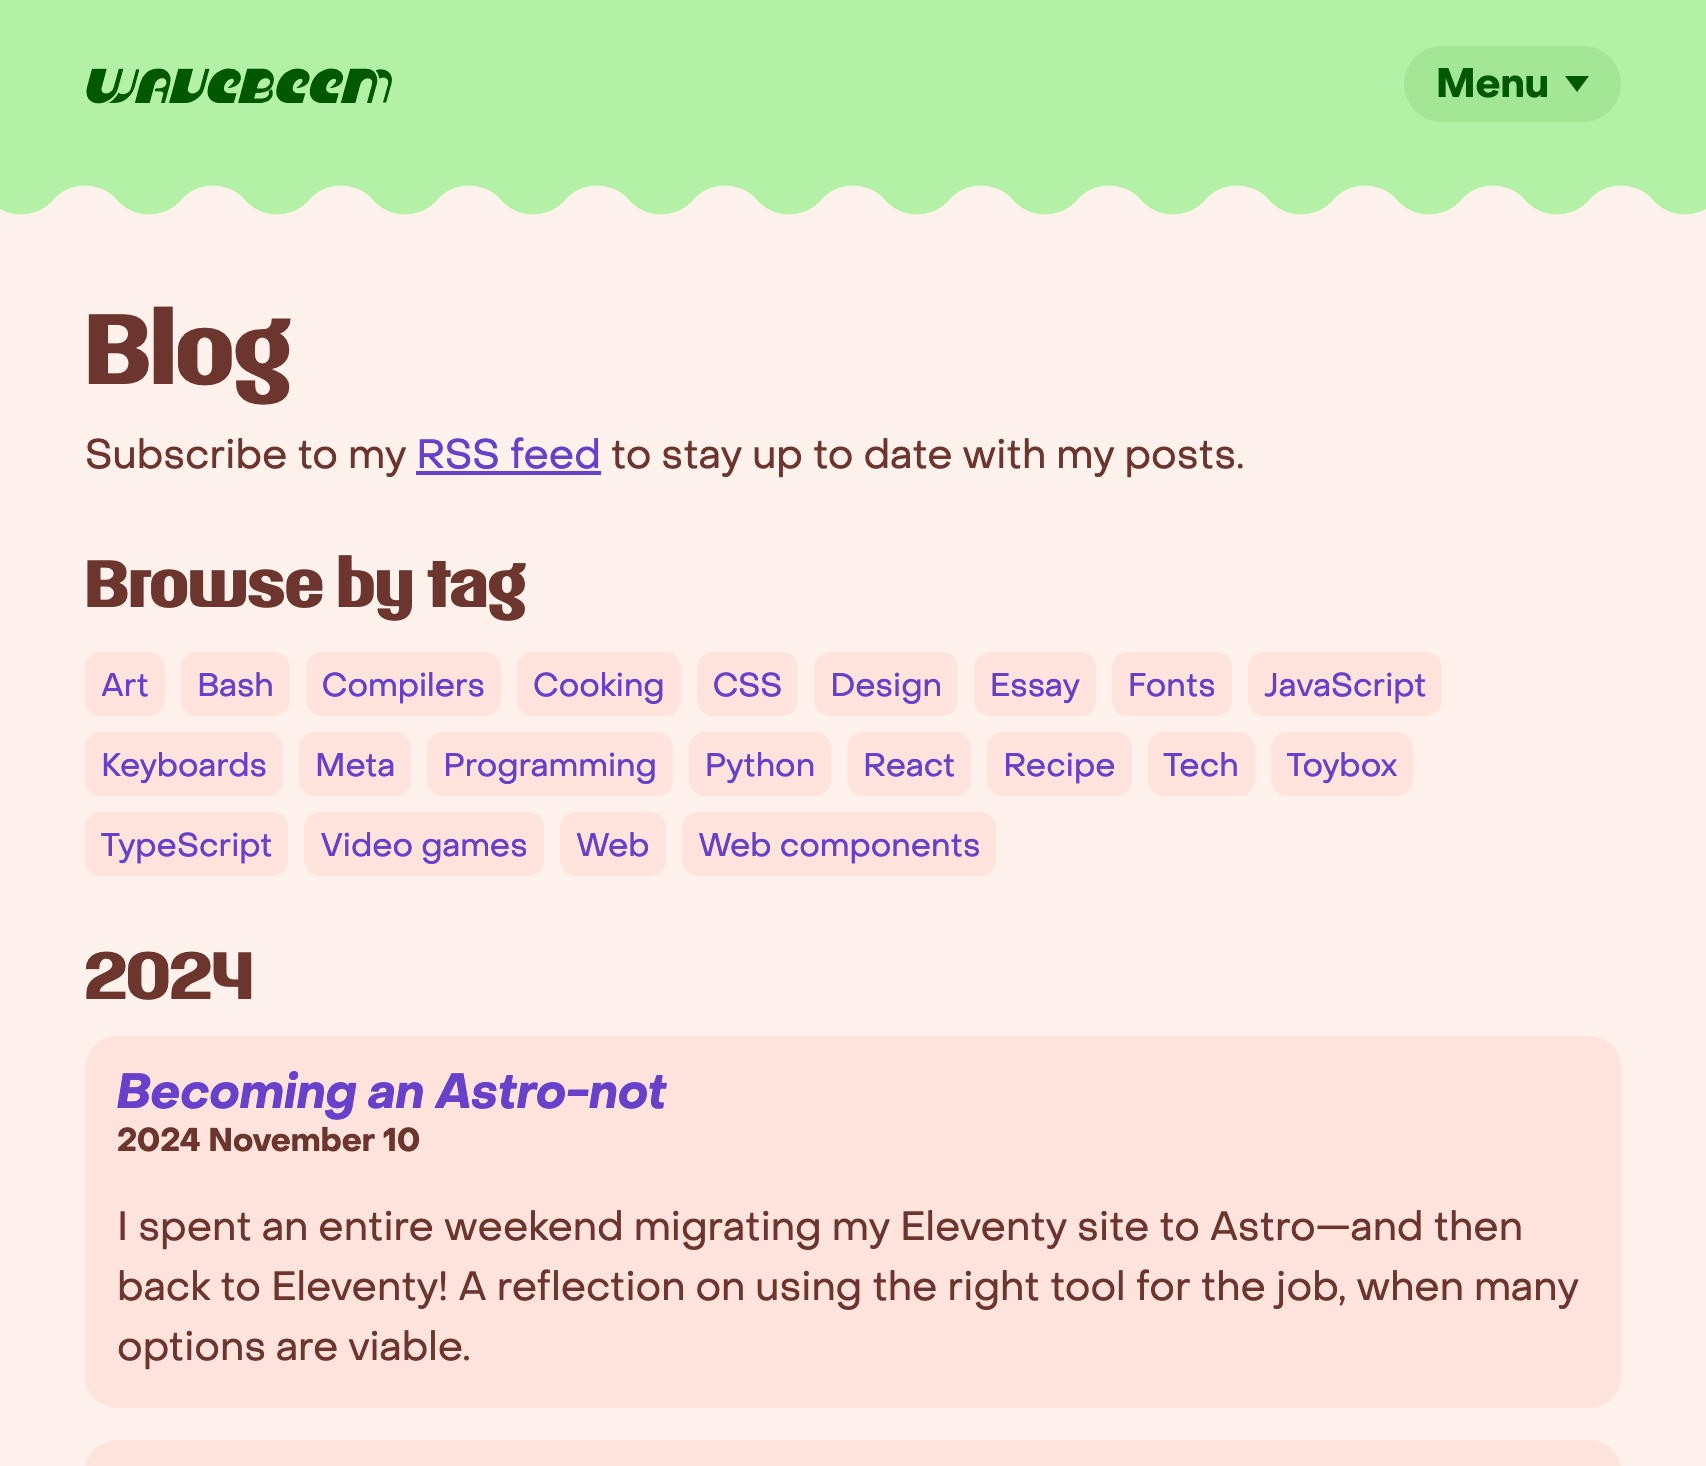 WAVEBEEM
Menu
Blog
Subscribe to my RSS feed to stay up to date with my posts.
Browse by tag
Art Bash Compilers Cooking CSS Design Essay Fonts JavaScript
Keyboards Meta Programming Python React Recipe Tech Toybox
TypeScript Video games Web Web components
2024
Becoming an Astro-not
2024 November 10
I spent an entire weekend migrating my Eleventy site to Astro—and then
back to Eleventy! A reflection on using the right tool for the job, when many
options are viable.